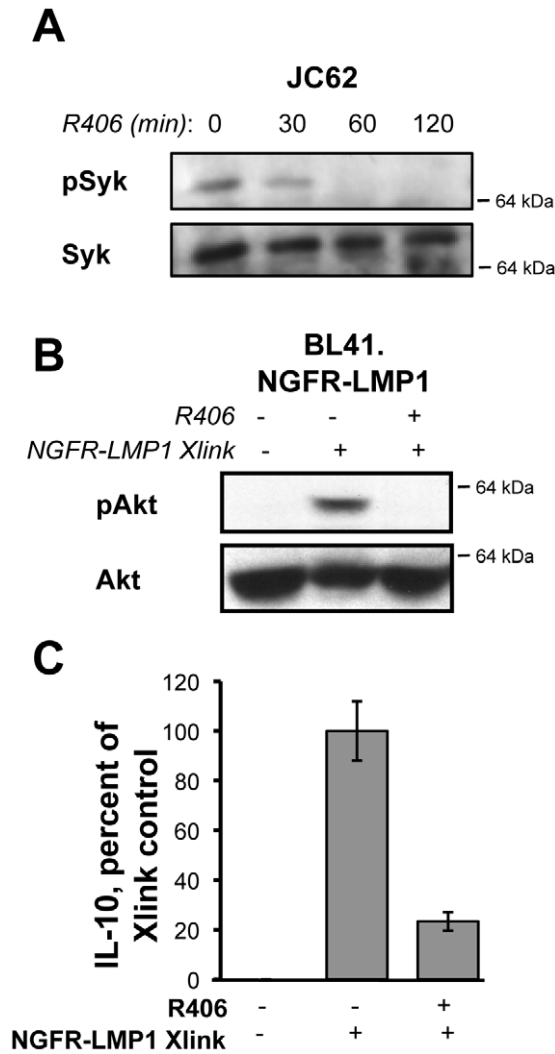 A
JC62
R406 (min): 0 30 60 120
pSyk
64 kDa
Syk
64 kDa
B
BL41.
NGFR-LMP1
R406 - - +
NGFR-LMP1 Xlink - + +
pAkt
64 kDa
Akt
64 kDa
C
IL-10, percent of
Xlink control
120
100
80
60
40
20
0
R406 - - +
NGFR-LMP1 Xlink - + +